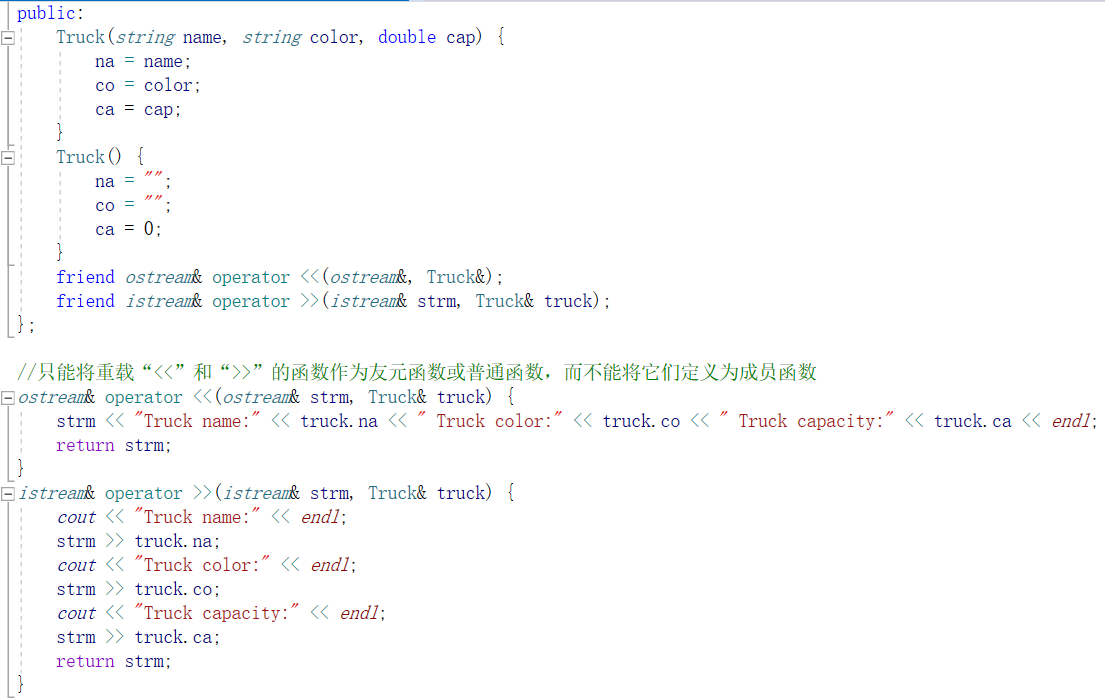 public:
    Truck(string name, string color, double cap) {
        na = name;
        co = color;
        ca = cap;
    }
    Truck() {
        na = "";
        co = "";
        ca = 0;
    }
    friend ostream& operator <<(ostream&, Truck&);
    friend istream& operator >>(istream& strm, Truck& truck);
};
//只能将重载“<<”和“>>”的函数作为友元函数或普通函数，而不能将它们定义为成员函数
ostream& operator <<(ostream& strm, Truck& truck) {
    strm << "Truck name:" << truck.na << " Truck color:" << truck.co << " Truck capacity:" << truck.ca << endl;
    return strm;
}
istream& operator >>(istream& strm, Truck& truck) {
    cout << "Truck name:" << endl;
    strm >> truck.na;
    cout << "Truck color:" << endl;
    strm >> truck.co;
    cout << "Truck capacity:" << endl;
    strm >> truck.ca;
    return strm;
}